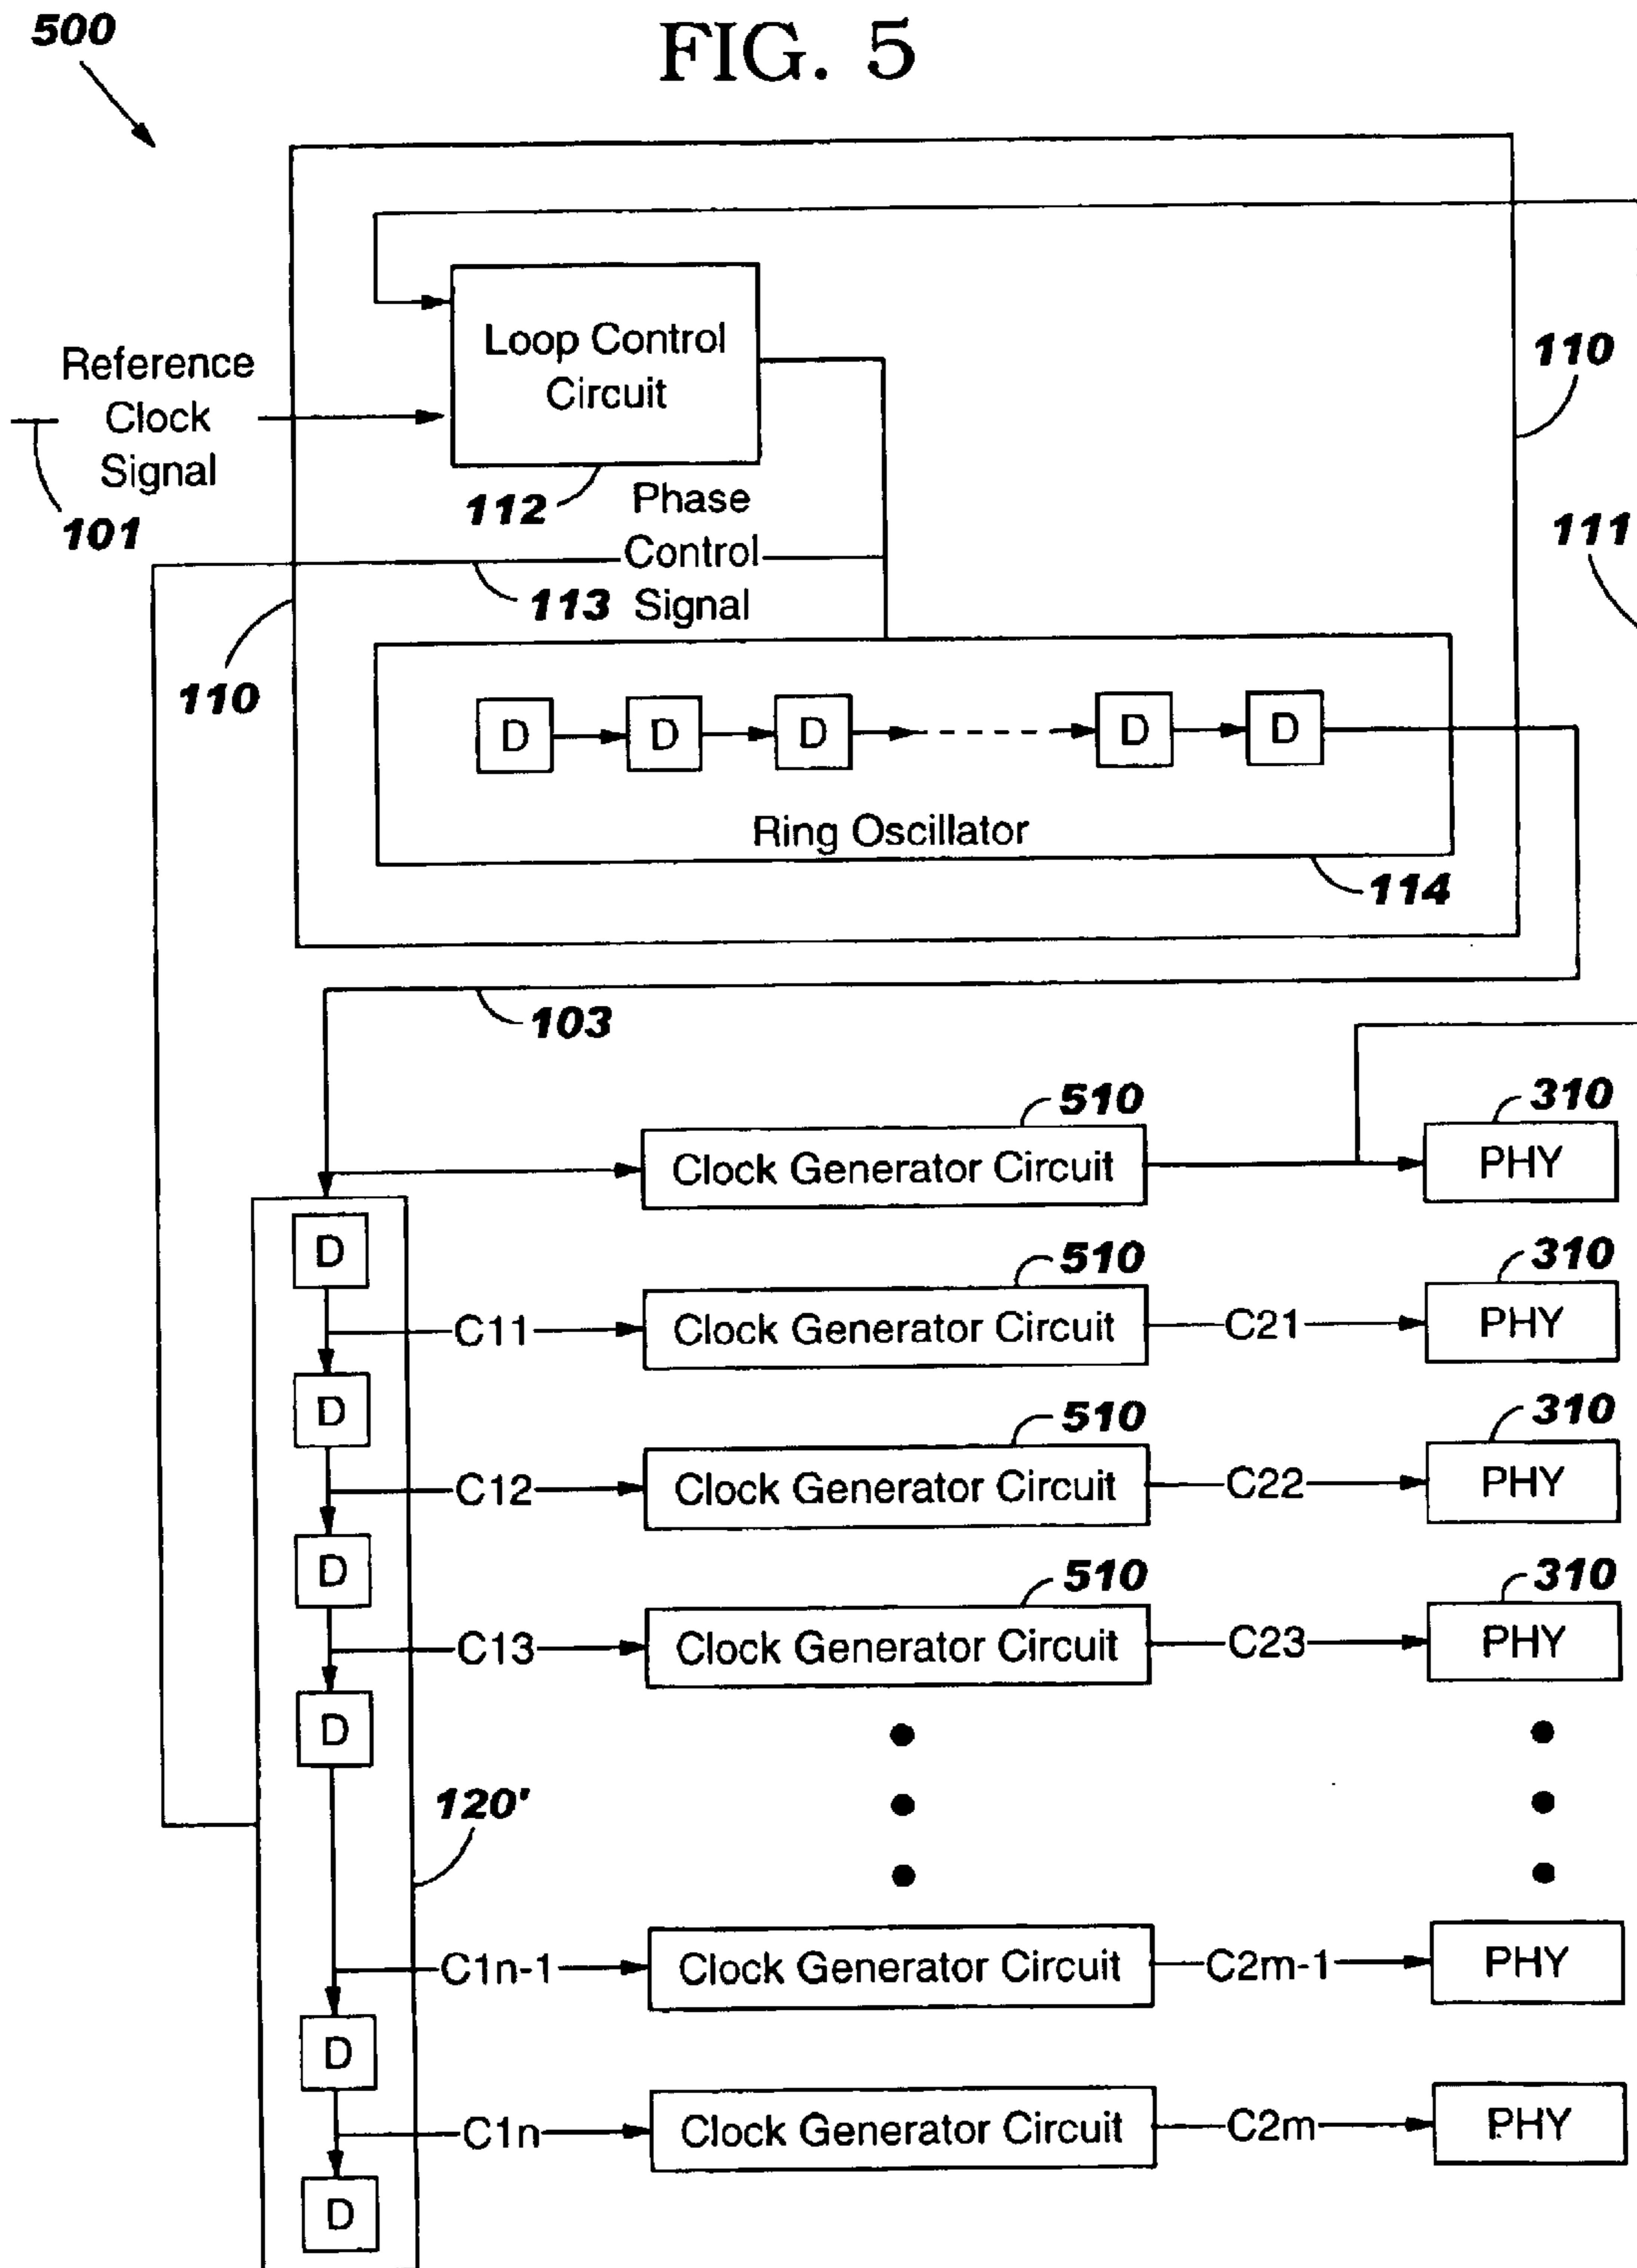 500
FIG. 5
Loop Control
Circuit
Reference
Clock
Signal
101
110
112
Phase
Control
Signal
113
111
110
D
D
D
D
D
Ring Oscillator
114
103
510
310
Clock Generator Circuit
PHY
D
510
310
C11
Clock Generator Circuit
C21
PHY
D
510
310
C12
Clock Generator Circuit
C22
PHY
D
510
310
C13
Clock Generator Circuit
C23
PHY
D
120'
C1n-1
Clock Generator Circuit
C2m-1
PHY
D
C1n
Clock Generator Circuit
C2m
PHY
D